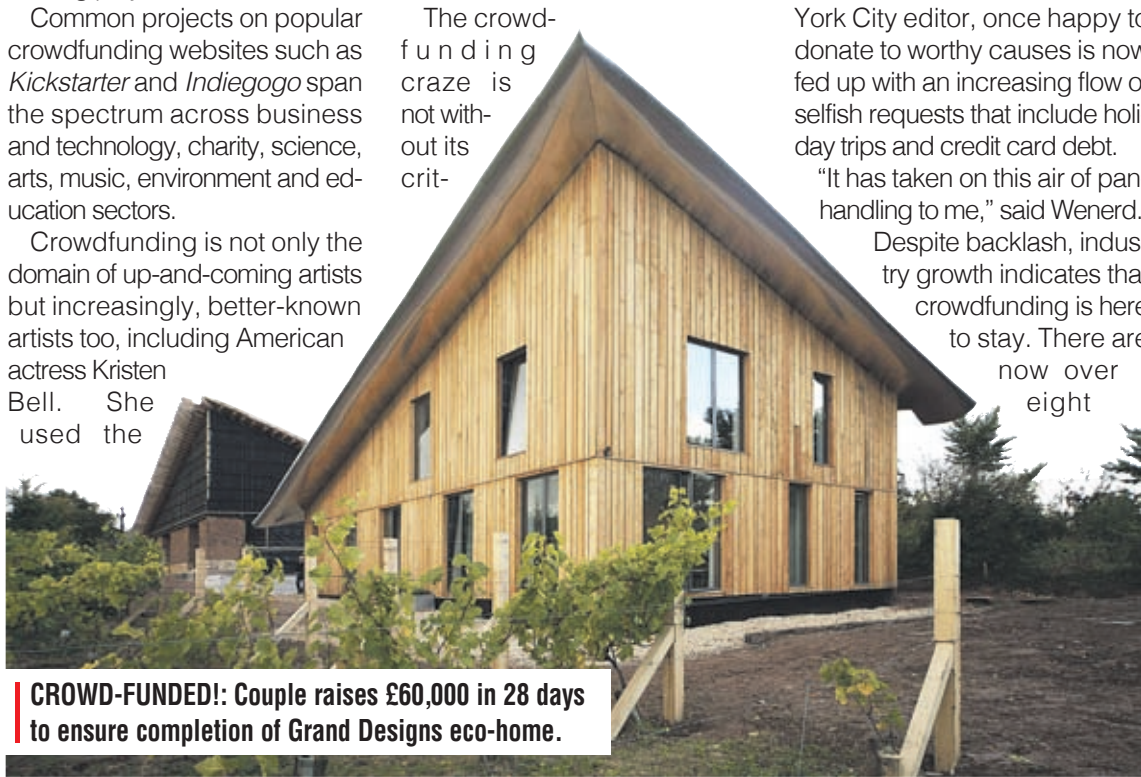 Common projects on popular
crowdfunding websites such as
Kickstarter and Indiegogo span
the spectrum across business
and technology, charity, science,
arts, music, environment and ed-
ucation sectors.
Crowdfunding is not only the
domain of up-and-coming artists
but increasingly, better-known
artists too, including American
actress Kristen
Bell. She
used the
The crowd-
funding
craze is
not with-
out its
crit-
York City editor, once happy to
donate to worthy causes is now
fed up with an increasing flow o
selfish requests that include holi
day trips and credit card debt.
"It has taken on this air of pan
handling to me," said Wenerd.
Despite backlash, indus
try growth indicates tha
crowdfunding is here
to stay. There are
now over
eight
CROWD-FUNDED!: Couple raises £60,000 in 28 days
to ensure completion of Grand Designs eco-home.